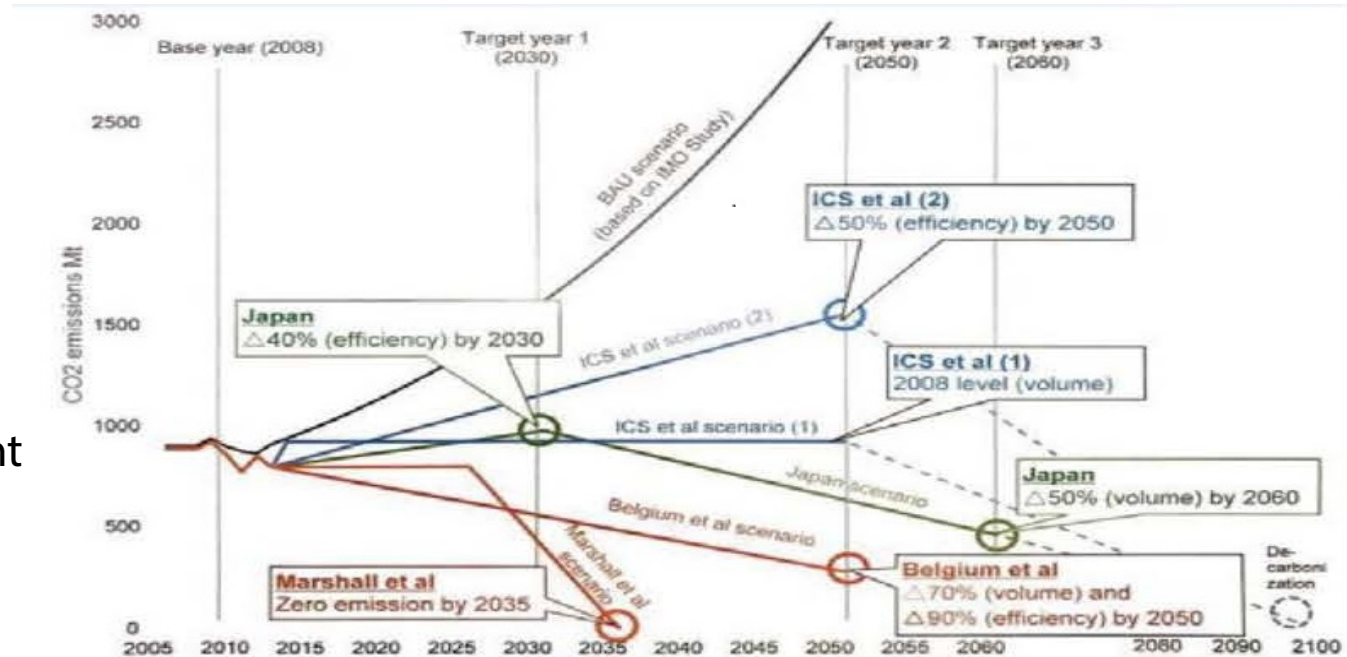 3000
2500
2000
1500
1000
500
0
CO2 emissions Mt
nt
Base year (2008)
Target year 1
(2030)
Target year 2
(2050)
Target year 3
(2060)
BAU scenario
(based on IMO Study)
ICS et al (2)
△50% (efficiency) by 2050
Japan
△40% (efficiency) by 2030
ICS et al scenario (2)
ICS et al (1)
2008 level (volume)
ICS et al scenario (1)
Japan scenario
Japan
△50% (volume) by 2060
Belgium et al scenario
Marshall et al
scenario
Marshall et al
Zero emission by 2035
Belgium et al
△70% (volume) and
△90% (efficiency) by 2050
De-
carboni
zation
2005 2010 2015 2020 2025 2030 2035 2040 2045 2050 2055 2060 2080 2090 2100